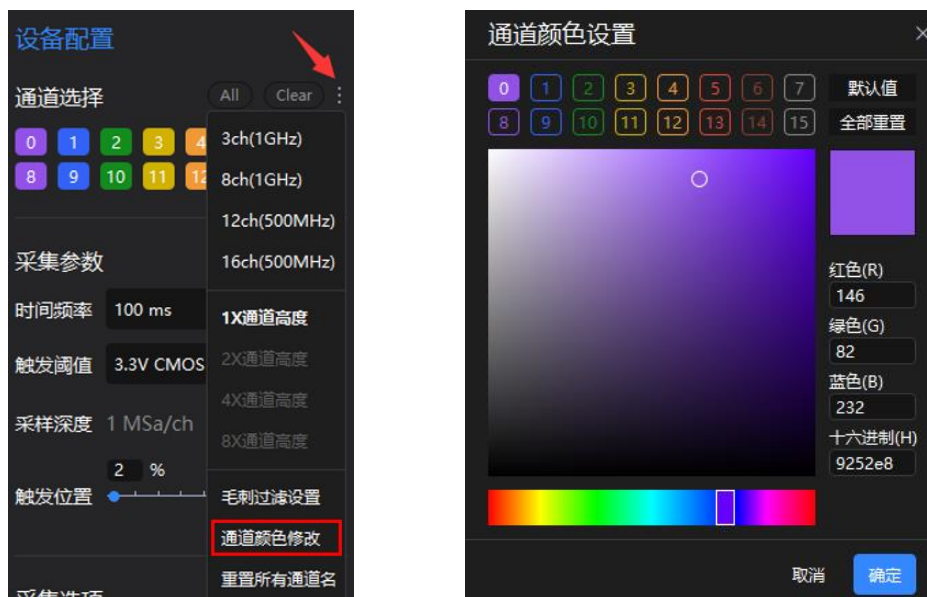 设备配置
通道选择 All Clear
0 1 2 3 4
8 9 10 11 12
采集参数
时间频率 100 ms
触发阈值 3.3V CMOS
采样深度 1 MSa/ch
2 %
触发位置
采集选项
3ch(1GHz)
8ch(1GHz)
12ch(500MHz)
16ch(500MHz)
1X通道高度
2X通道高度
4X通道高度
8X通道高度
毛刺过滤设置
通道颜色修改
重置所有通道名
通道颜色设置
0 1 2 3 4 5 6 7 默认值
8 9 10 11 12 13 14 15 全部重置
红色(R)
146
绿色(G)
82
蓝色(B)
232
十六进制(H)
9252e8
取消 确定